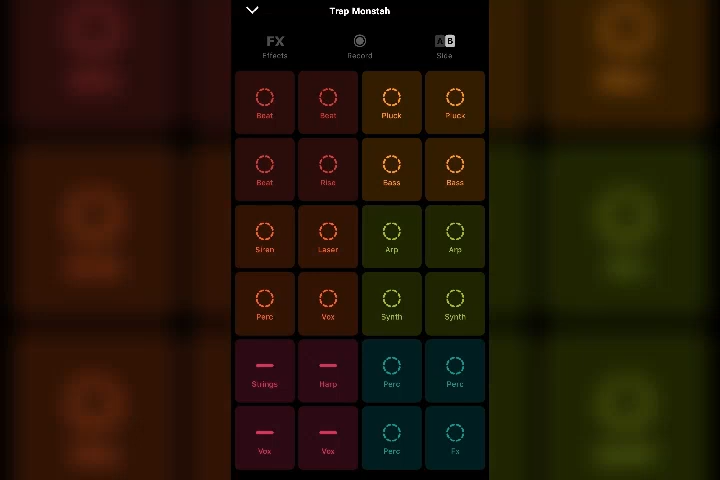 Trap Monstah
FX
A B
Effects
Record
Side
Beat
Beat
Pluck
Pluck
Beat
Rise
Bass
Bass
Siren
Laser
Arp
Arp
Perc
Vox
Synth
Synth
Strings
Harp
Perc
Perc
Vox
Vox
Perc
Fx